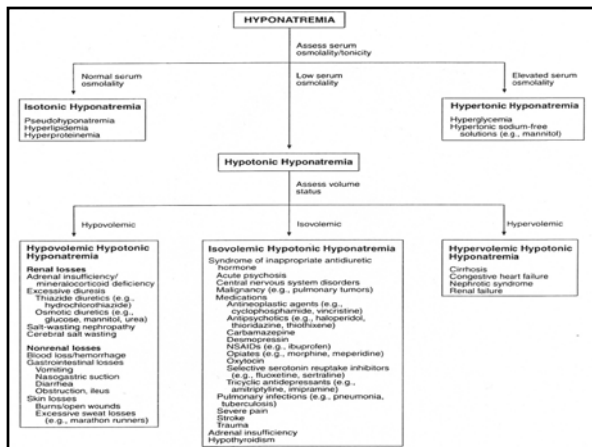 HYPONATREMIA
Assess serum
osmolality/tonicity
Normal serum
osmolality
Low serum
osmolality
Elevated serum
osmolality
Isotonic Hyponatremia
Pseudohyponatremia
Hyperlipidemia
Hyperproteinemia
Hypertonic Hyponatremia
Hyperglycemia
Hypertonic sodium-free
solutions (e.g., mannitol)
Hypotonic Hyponatremia
Assess volume
status
Hypovolemic
Isovolemic
Hypervolemic
Hypovolemic Hypotonic
Hyponatremia
Renal losses
Adrenal insufficiency/
mineralocorticoid deficiency
Excessive diuresis
Thiazide diuretics (e.g.,
hydrochlorothiazide)
Osmotic diuretics (e.g.,
glucose, mannitol, urea)
Salt-wasting nephropathy
Cerebral salt wasting
Nonrenal losses
Blood loss/hemorrhage
Gastrointestinal losses
Vomiting
Nasogastric suction
Diarrhea
Obstruction, ileus
Skin losses
Burns/open wounds
Excessive sweat losses
(e.g., marathon runners)
Isovolemic Hypotonic Hyponatremia
Syndrome of inappropriate antidiuretic
hormone
Acute psychosis
Central nervous system disorders
Malignancy (e.g., pulmonary tumors)
Medications
Antineoplastic agents (e.g.,
cyclophosphamide, vincristine)
Antipsychotics (e.g., haloperidol,
thioridazine, thiothixene)
Carbamazepine
Desmopressin
NSAIDs (e.g., ibuprofen)
Opiates (e.g., morphine, meperidine)
Oxytocin
Selective serotonin reuptake inhibitors
(e.g., fluoxetine, sertraline)
Tricyclic antidepressants (e.g.,
amitriptyline, imipramine)
Pulmonary infections (e.g., pneumonia,
tuberculosis)
Severe pain
Stroke
Trauma
Adrenal insufficiency
Hypothyroidism
Hypervolemic Hypotonic
Hyponatremia
Cirrhosis
Congestive heart failure
Nephrotic syndrome
Renal failure